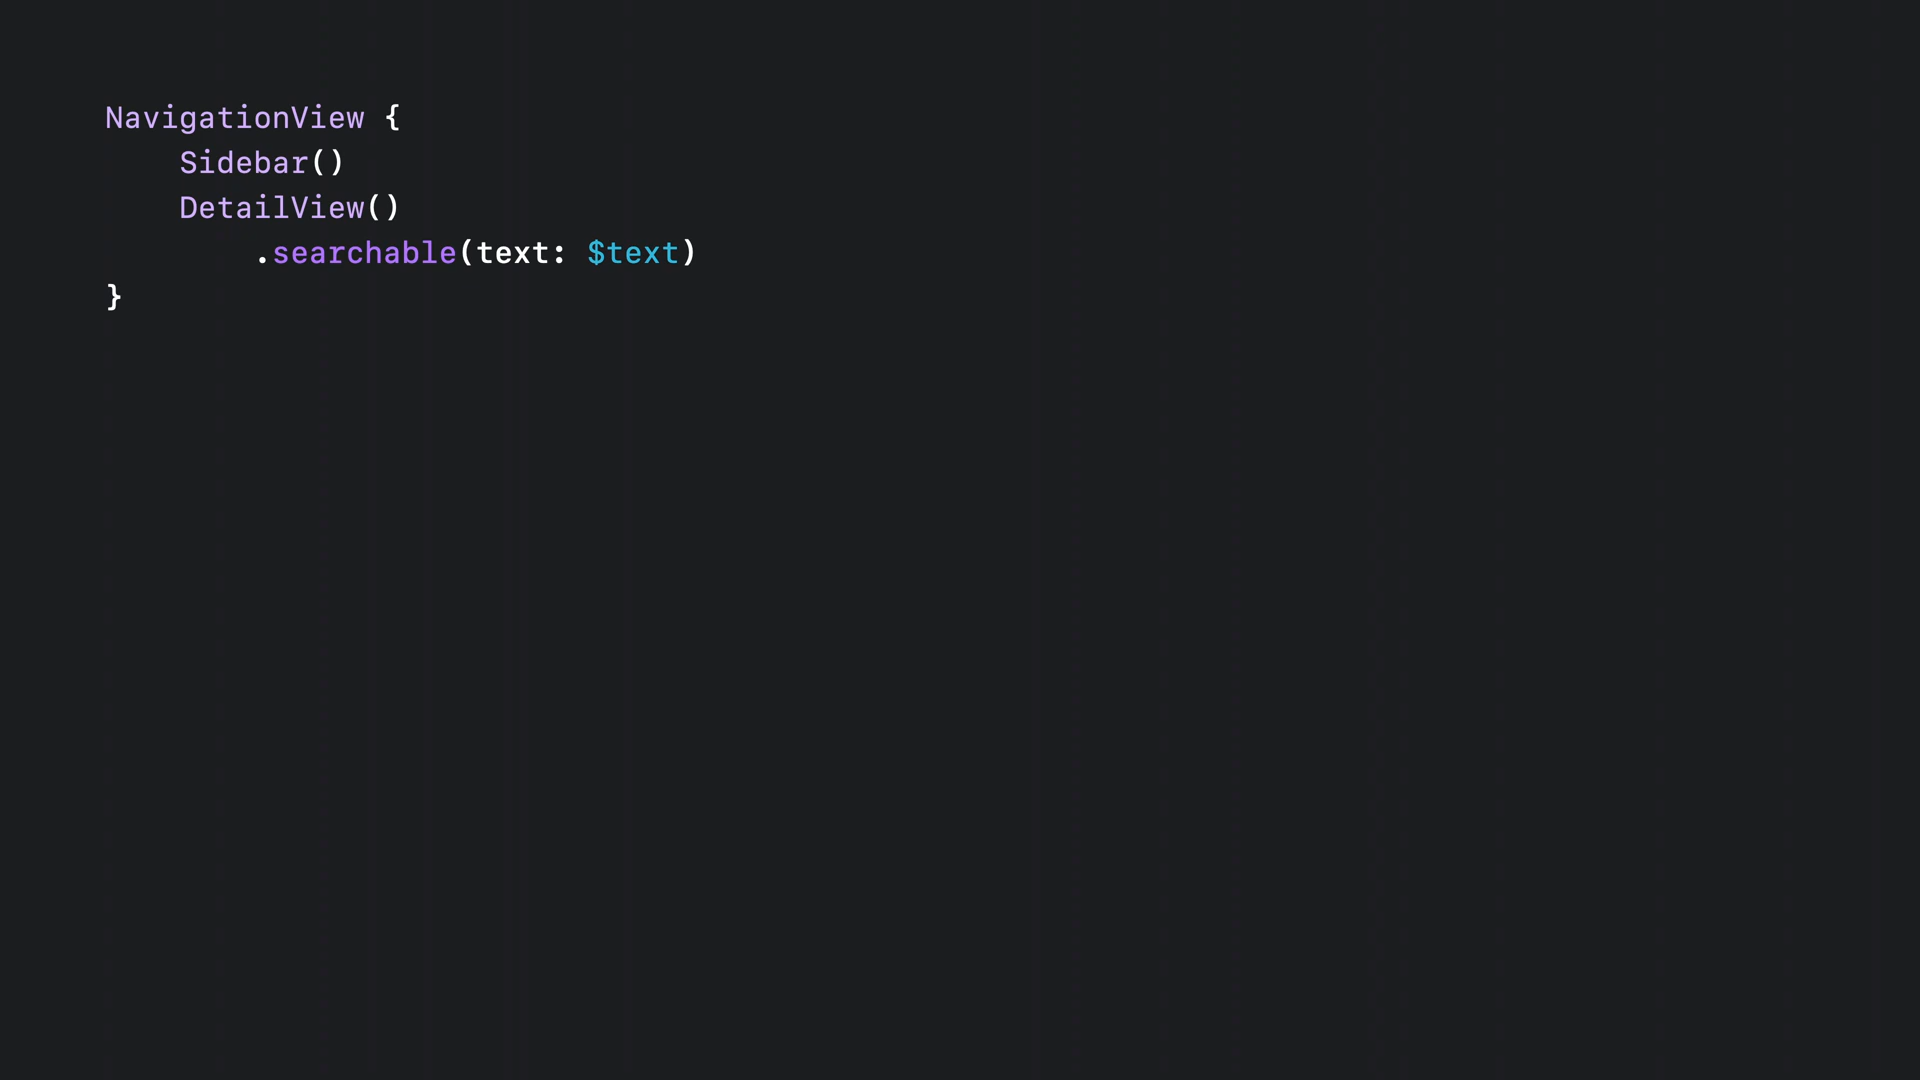 NavigationView {
    Sidebar()
    DetailView()
        .searchable(text: $text)
}